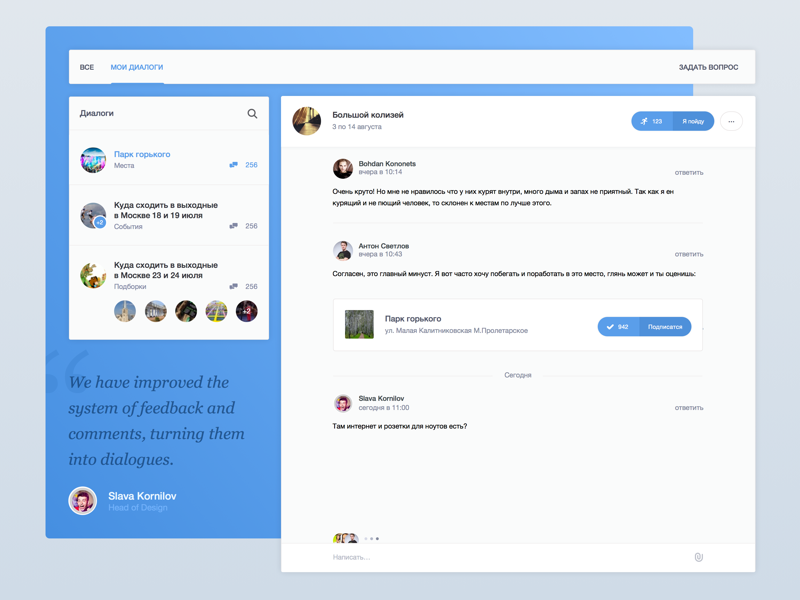 ВСЕ
МОИ ДИАЛОГИ
ЗАДАТЬ ВОПРОС
Диалоги
Парк горького
Места
256
+2
Куда сходить в выходные
в Москве 18 и 19 июля
События
256
Куда сходить в выходные
в Москве 23 и 24 июля
Подборки
256
+2
“
We have improved the
system of feedback and
comments, turning them
into dialogues.
Slava Kornilov
Head of Design
Большой колизей
3 по 14 августа
123
Я пойду
...
Bohdan Kononets
вчера в 10:14
ответить
Очень круто! Но мне не нравилось что у них курят внутри, много дыма и запах не приятный. Так как я ен
курящий и не пющий человек, то склонен к местам по лучше этого.
Антон Светлов
вчера в 10:43
ответить
Согласен, это главный минуст. Я вот часто хочу побегать и поработать в это место, глянь может и ты оценишь:
Парк горького
ул. Малая Калитниковская М.Пролетарское
942
Подписатся
Сегодня
Slava Kornilov
сегодня в 11:00
ответить
Там интернет и розетки для ноутов есть?
Написать...